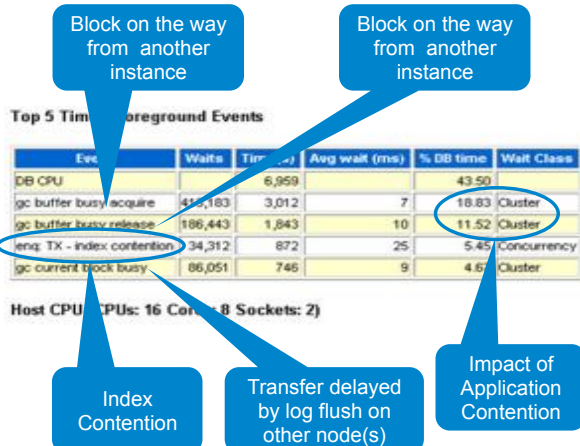 Block on the way
from another
instance
Block on the way
from another
instance
Top 5 Tim oreground Events
Waits Avg wait (ms) % DB time Wait Class
DB CPU 6,959 43.50
gc buffer busy acquire 7 3,012 18.83 Cluster
gc buffer busy release 186,443 1,843 10 11.52 Cluster
enq: TX - index contention 34,312 872 25 5.45 Concurrency
gc current block busy 86,051 746 9 Cluster
Host CPU CPUs: 16 Cor 8 Sockets: 2)
Index
Contention
Transfer delayed
by log flush on
other node(s)
Impact of
Application
Contention